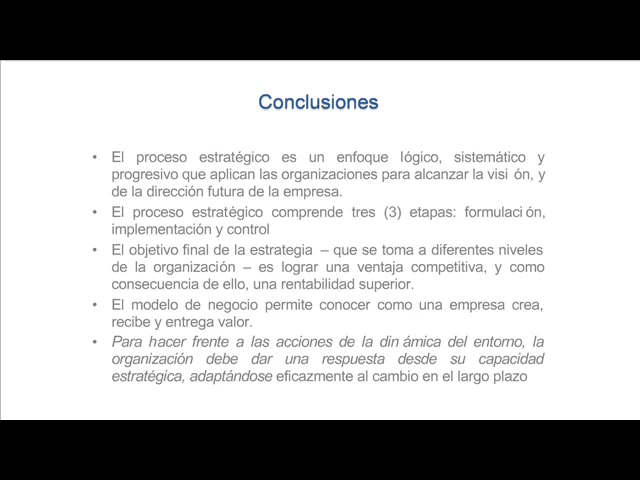 Conclusiones
• El proceso estratégico es un enfoque lógico, sistemático y
progresivo que aplican las organizaciones para alcanzar la visi ón, y
de la dirección futura de la empresa.
• El proceso estratégico comprende tres (3) etapas: formulaci ón,
implementación y control
• El objetivo final de la estrategia – que se toma a diferentes niveles
de la organización – es lograr una ventaja competitiva, y como
consecuencia de ello, una rentabilidad superior.
• El modelo de negocio permite conocer como una empresa crea,
recibe y entrega valor.
• Para hacer frente a las acciones de la din ámica del entorno, la
organización debe dar una respuesta desde su capacidad
estratégica, adaptándose eficazmente al cambio en el largo plazo